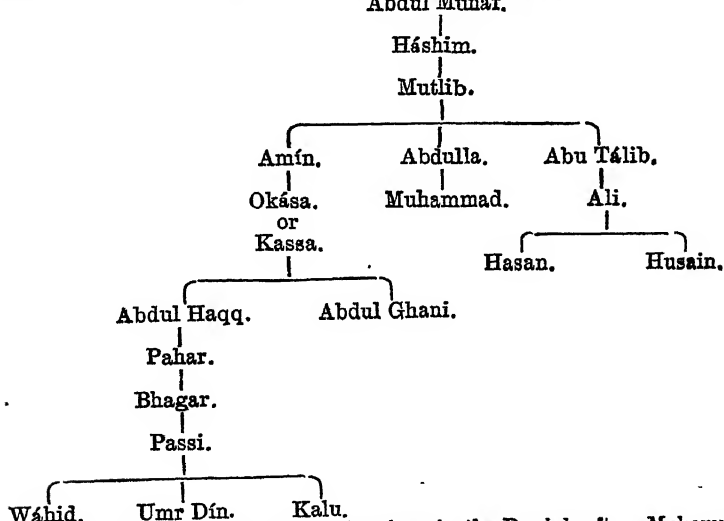 Abdul Munaf.
Háshim.
Mutlib.
Amín. Abdulla. Abu Tálib.
Okása. Muhammad. Ali.
or
Kassa.
Hasan. Husain.
Abdul Haqq. Abdul Ghani.
Pahar.
Bhagar.
Passi.
Wáhid. Umr Dín. Kalu.